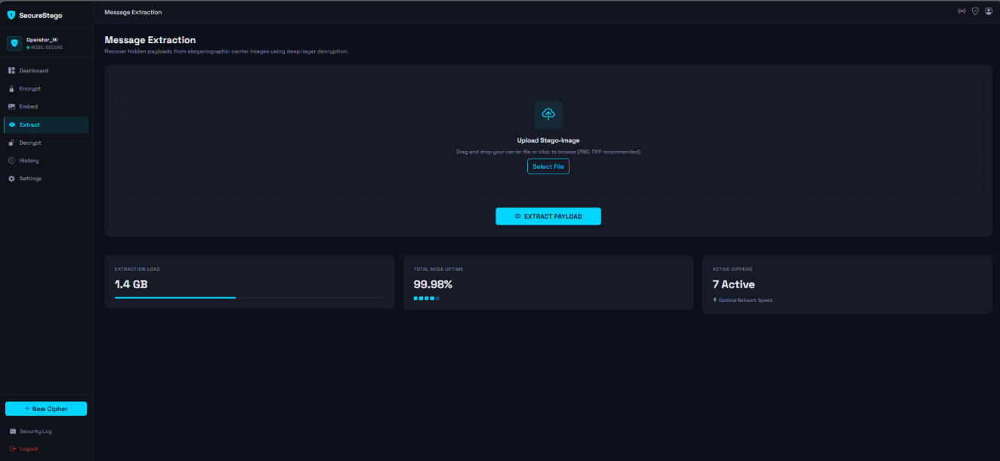 SecureStego
Message Extraction
Operator_Hi
NODE: SECURE
Dashboard
Encrypt
Embed
Extract
Decrypt
History
Settings
+ New Cipher
Security Log
Logout
Message Extraction
Recover hidden payloads from steganographic carrier images using deep-layer decryption.
Upload Stego-Image
Drag and drop your carrier file or click to browse (PNG, TIFF recommended)
Select File
EXTRACT PAYLOAD
EXTRACTION LOAD
1.4 GB
TOTAL NODE UPTIME
99.98%
ACTIVE CIPHERS
7 Active
Optimal Network Speed